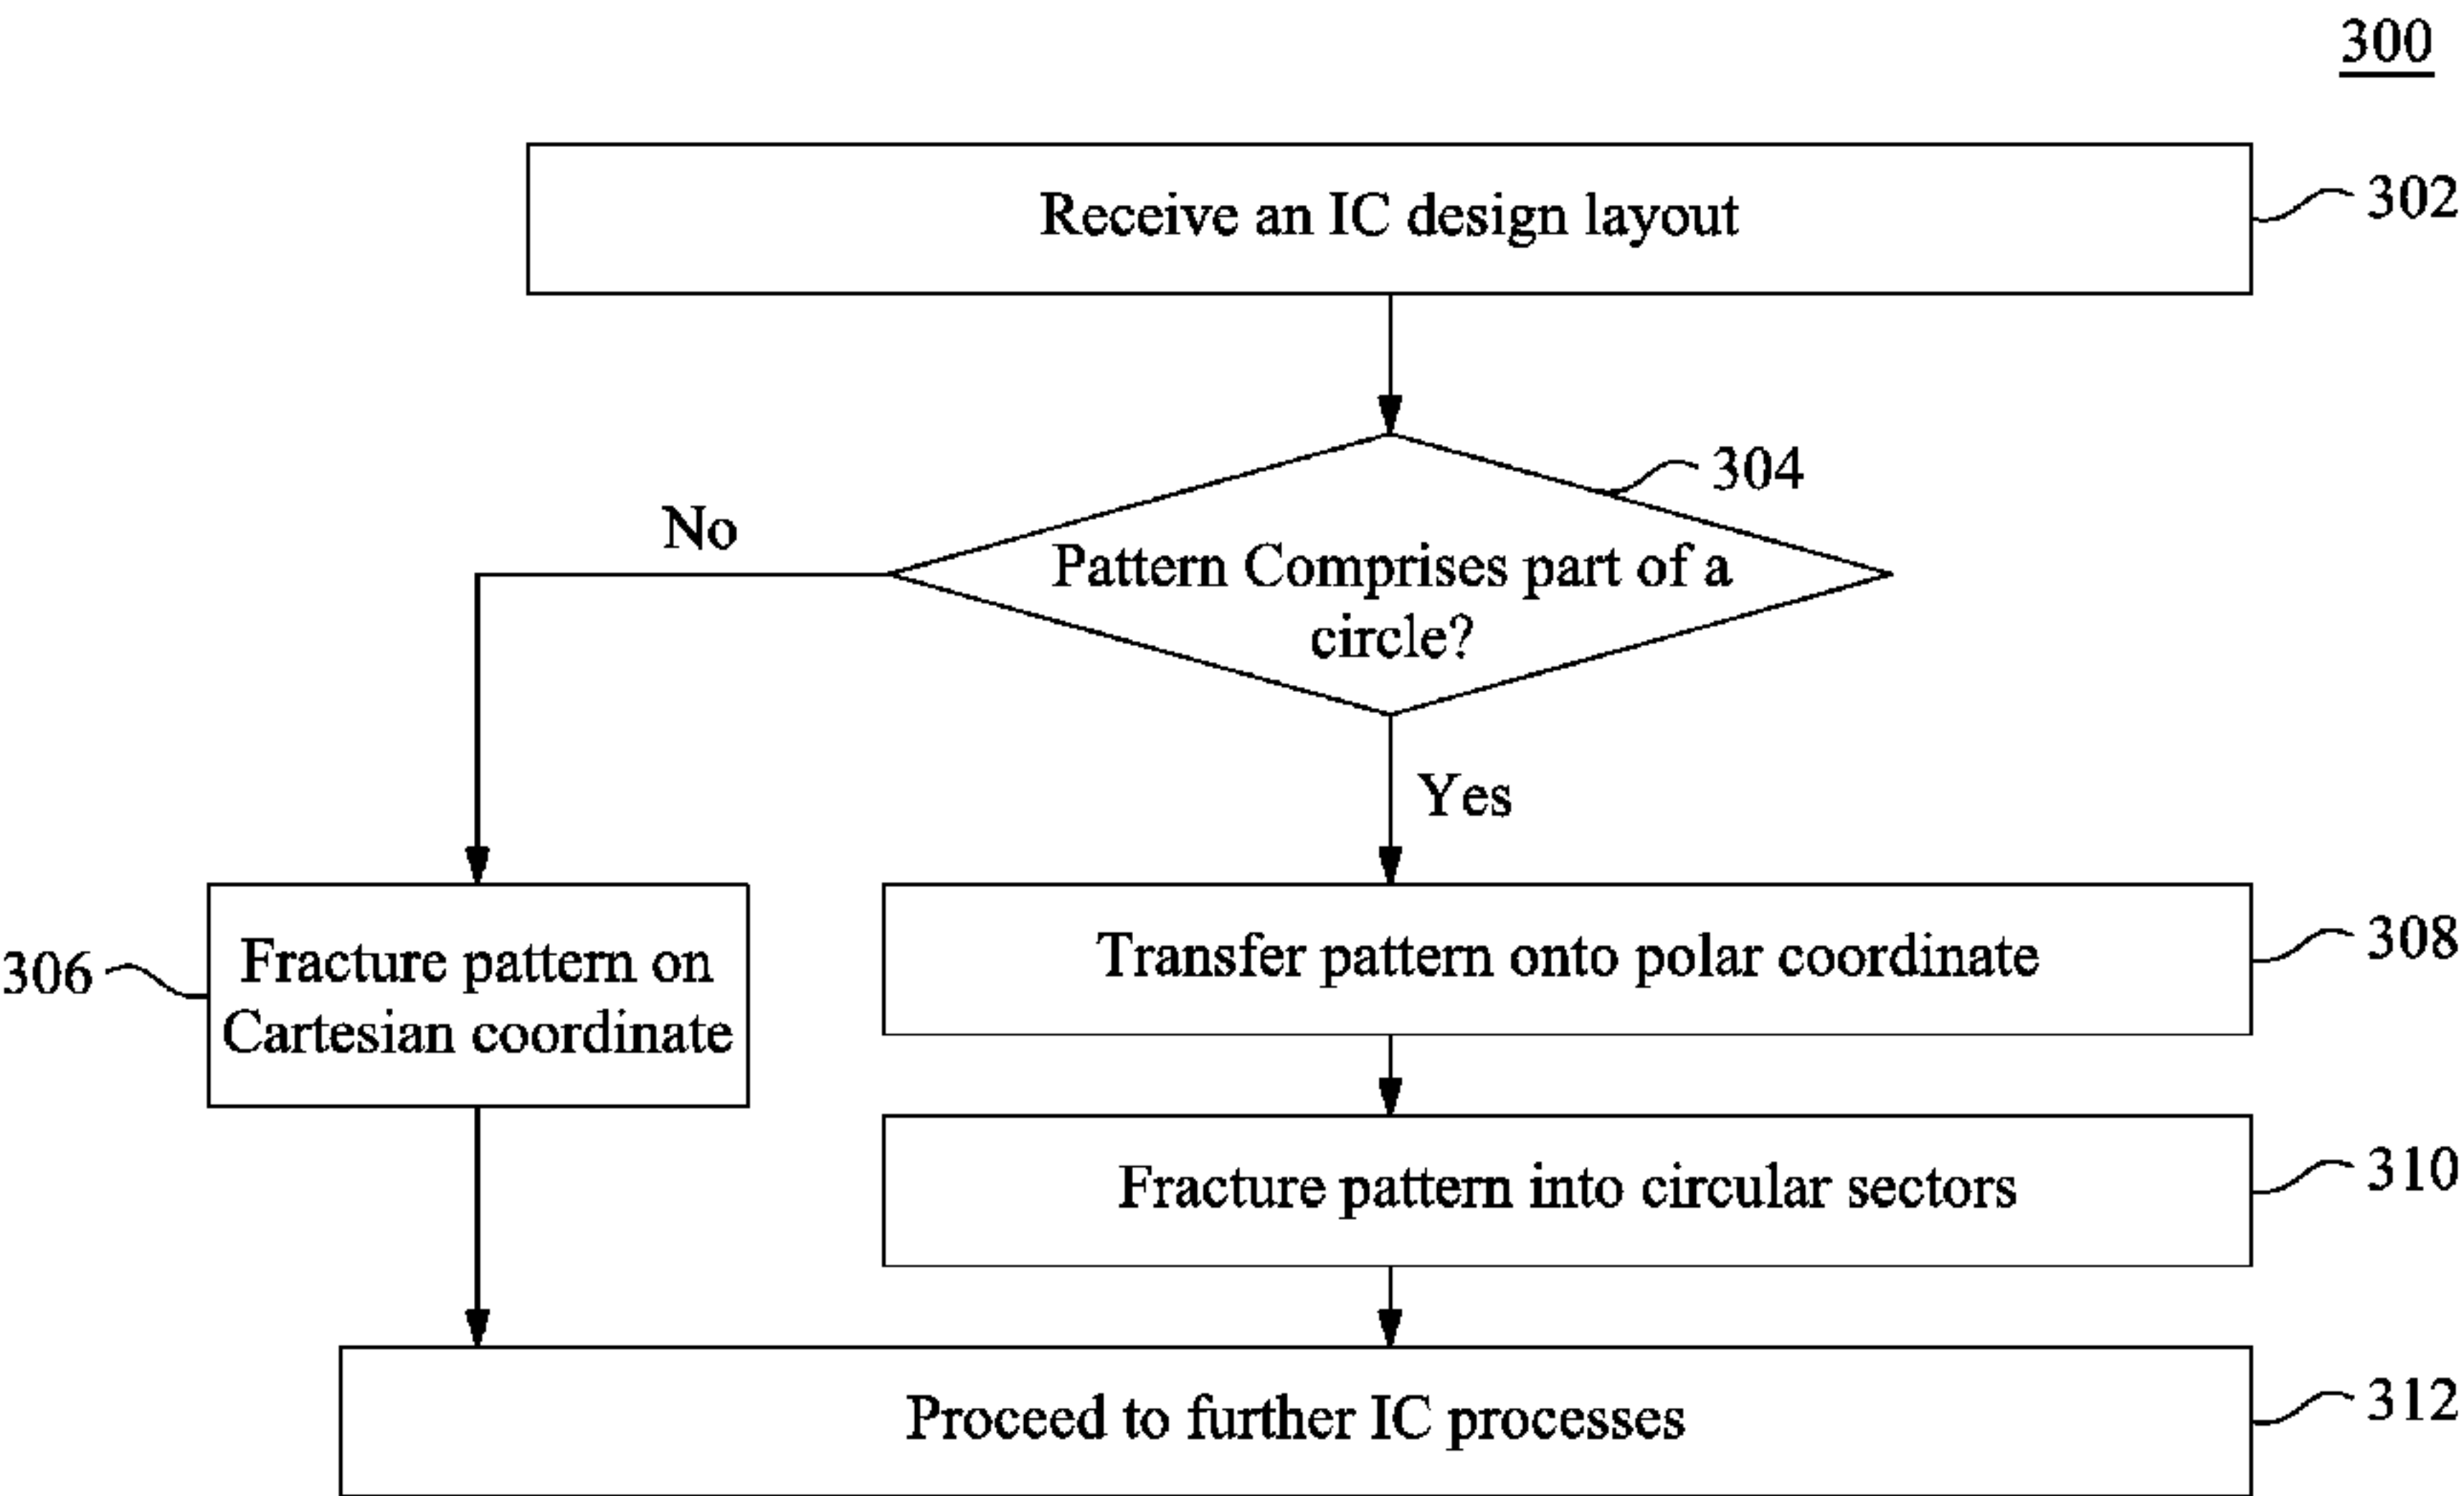 300
Receive an IC design layout
302
304
No
Pattern Comprises part of a
circle?
Yes
306
Fracture pattern on
Cartesian coordinate
Transfer pattern onto polar coordinate
308
Fracture pattern into circular sectors
310
Proceed to further IC processes
312